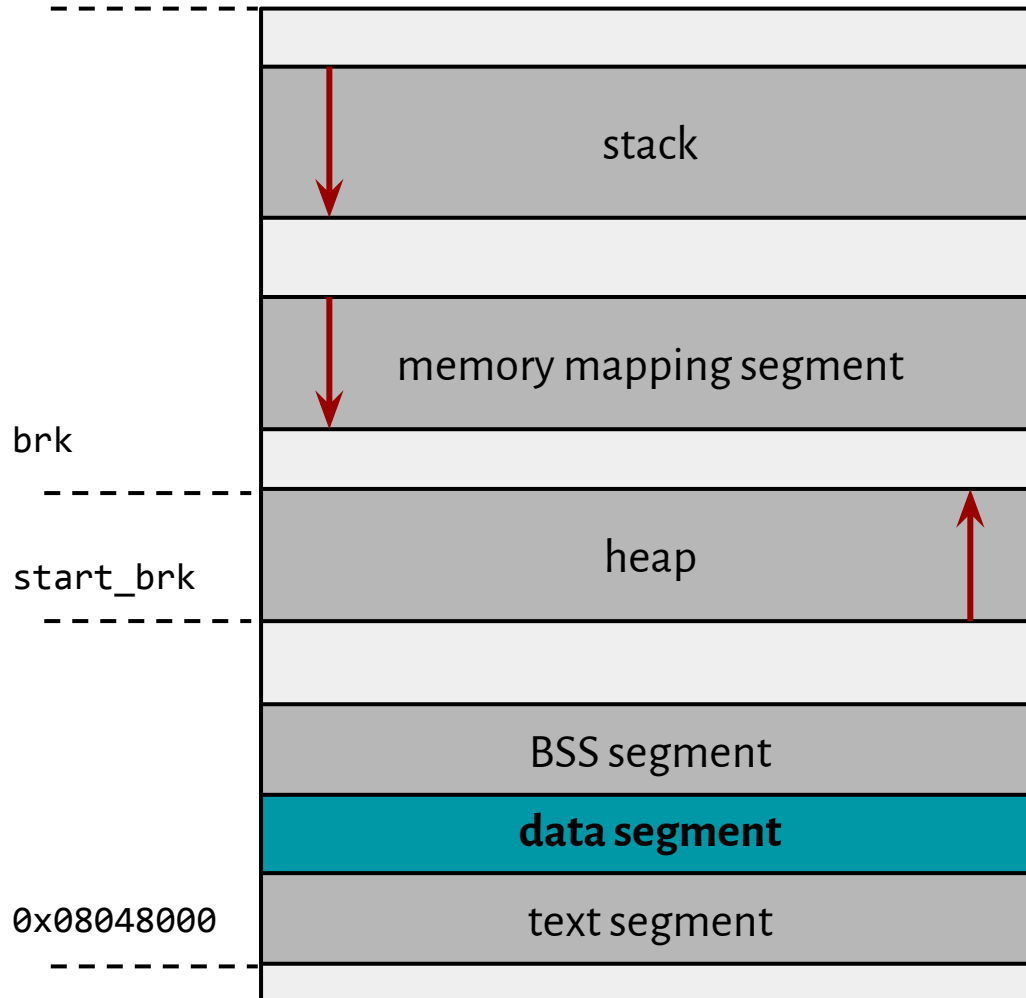 stack
memory mapping segment
brk
heap
start_brk
BSS segment
data segment
0x08048000
text segment